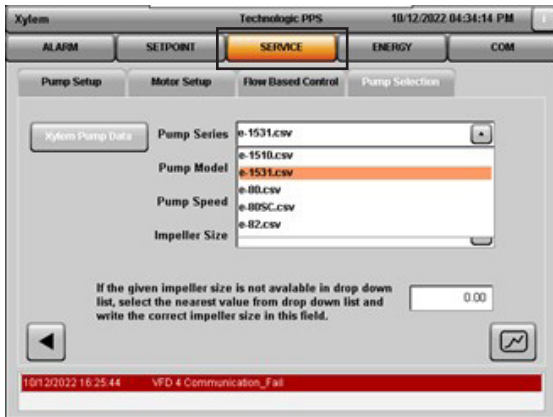 Xylem Technologic PPS 10/12/2022 04:34:14 PM
ALARM SETPOINT SERVICE ENERGY COM
Pump Setup Motor Setup Flow Based Control Pump Selection
Xylem Pump Data Pump Series e-1531.csv
e-1510.csv
Pump Model e-1531.csv
e-80.csv
Pump Speed e-80SC.csv
e-82.csv
Impeller Size
If the given impeller size is not avalable in drop down
list, select the nearest value from drop down list and 0.00
write the correct impeller size in this field.
10/12/2022 16:25:44 VFD 4 Communication_Fail